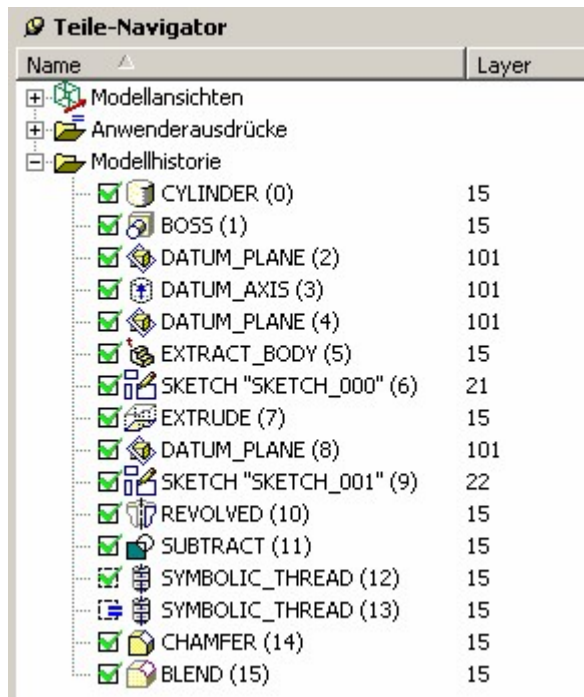 Teile-Navigator
Name Layer
Modellansichten
Anwenderausdrücke
Modellhistorie
CYLINDER (0) 15
BOSS (1) 15
DATUM_PLANE (2) 101
DATUM_AXIS (3) 101
DATUM_PLANE (4) 101
EXTRACT_BODY (5) 15
SKETCH "SKETCH_000" (6) 21
EXTRUDE (7) 15
DATUM_PLANE (8) 101
SKETCH "SKETCH_001" (9) 22
REVOLVED (10) 15
SUBTRACT (11) 15
SYMBOLIC_THREAD (12) 15
SYMBOLIC_THREAD (13) 15
CHAMFER (14) 15
BLEND (15) 15